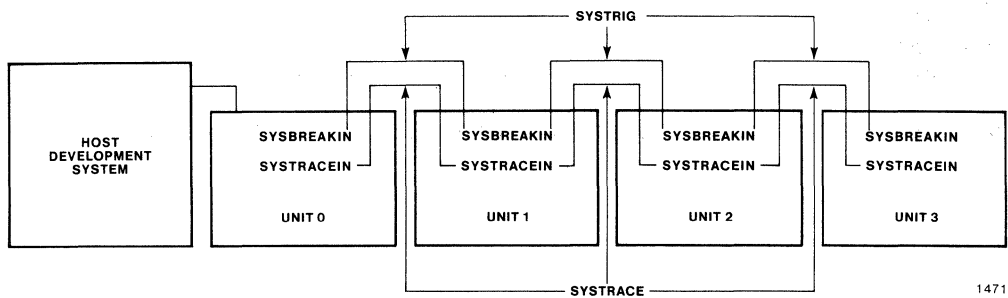 SYSTRIG
HOST
DEVELOPMENT
SYSTEM
SYSBREAKIN
SYSTRACEIN
UNIT 0
SYSBREAKIN
SYSTRACEIN
UNIT 1
SYSBREAKIN
SYSTRACEIN
UNIT 2
SYSBREAKIN
SYSTRACEIN
UNIT 3
SYSTRACE
1471